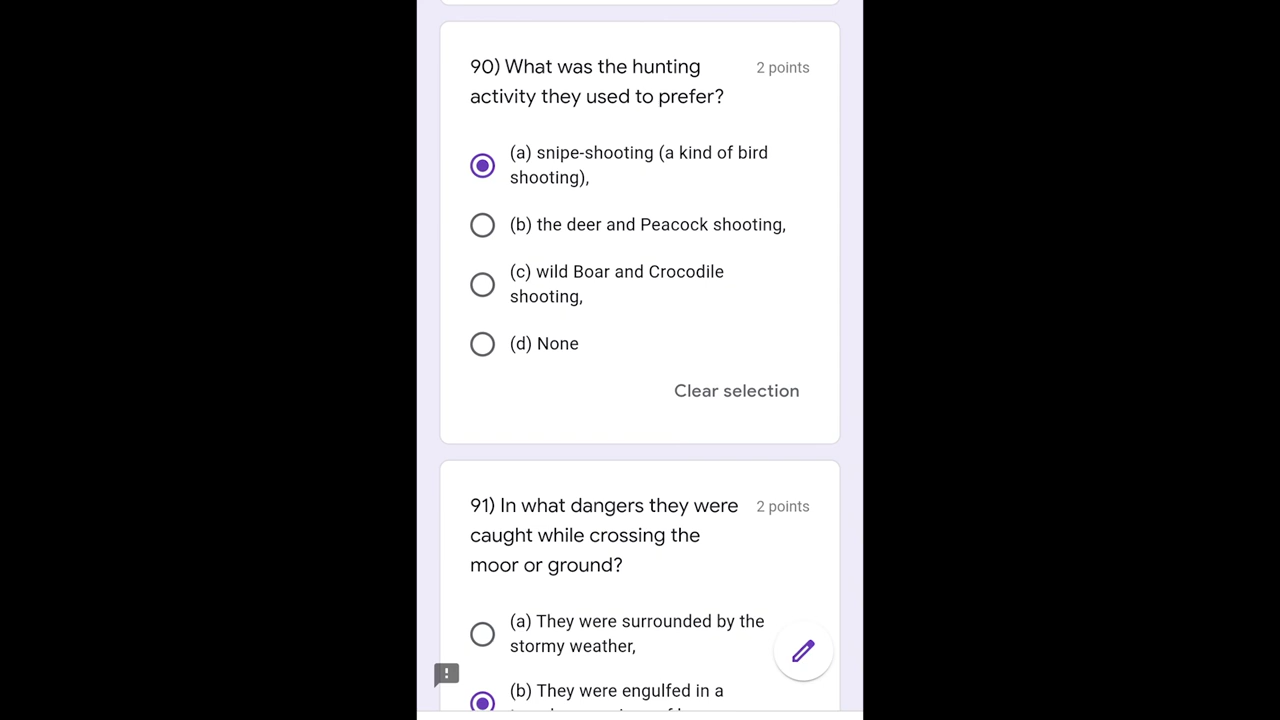 90) What was the hunting 2 points
activity they used to prefer?
(a) snipe-shooting (a kind of bird
shooting),
(b) the deer and Peacock shooting,
(c) wild Boar and Crocodile
shooting,
(d) None
Clear selection
91) In what dangers they were 2 points
caught while crossing the
moor or ground?
(a) They were surrounded by the
stormy weather,
(b) They were engulfed in a